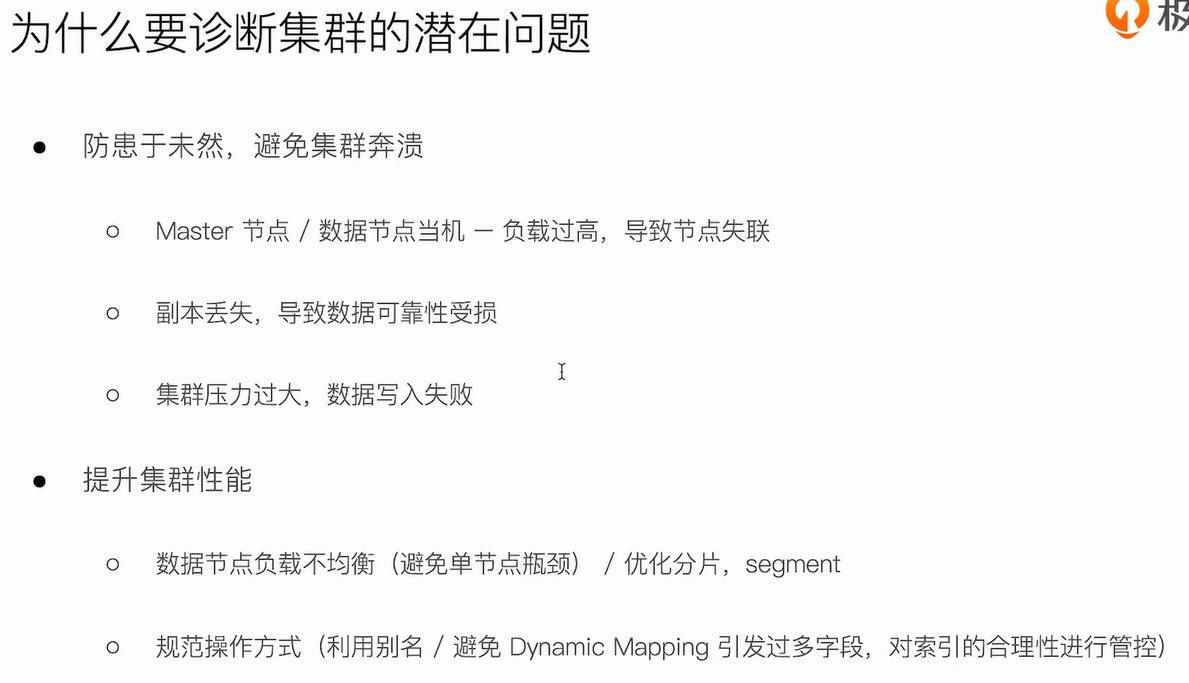 为什么要诊断集群的潜在问题
极
防患于未然，避免集群奔溃
Master 节点 / 数据节点当机 – 负载过高，导致节点失联
副本丢失，导致数据可靠性受损
集群压力过大，数据写入失败
提升集群性能
数据节点负载不均衡（避免单节点瓶颈） / 优化分片，segment
规范操作方式（利用别名 / 避免 Dynamic Mapping 引发过多字段，对索引的合理性进行管控）